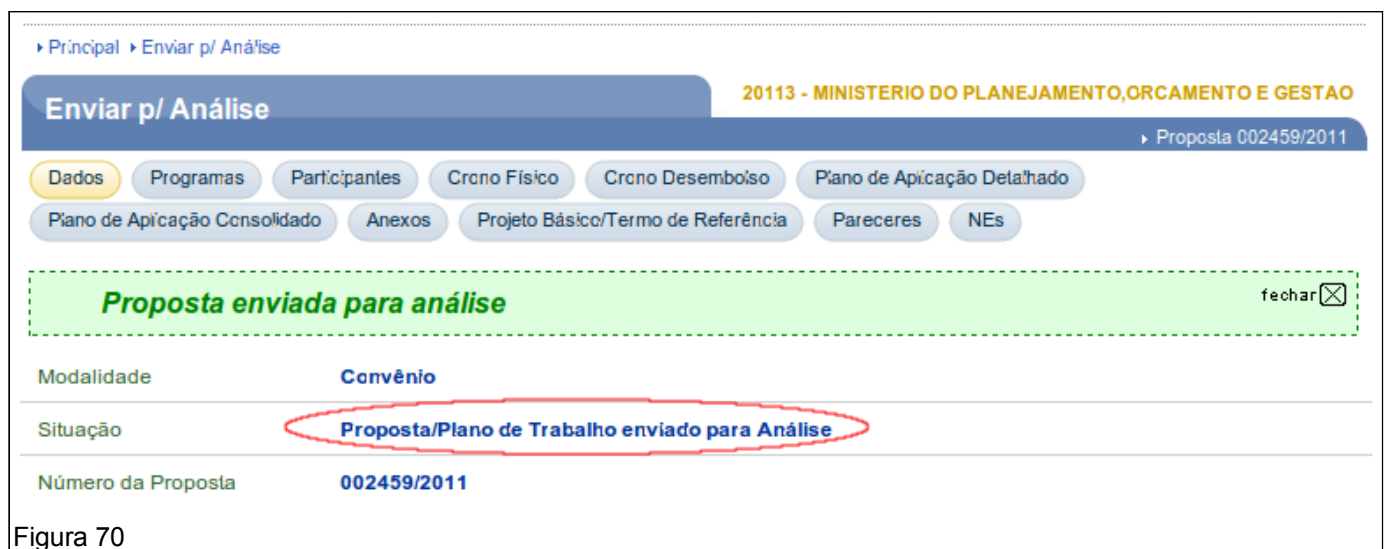 Principal Enviar p/ Análise
Enviar p/ Análise
20113 - MINISTERIO DO PLANEJAMENTO,ORCAMENTO E GESTAO
Proposta 002459/2011
Dados Programas Participantes Crono Físico Crono Desembolso Plano de Aplicação Detalhado
Plano de Aplicação Consolidado Anexos Projeto Básico/Termo de Referência Pareceres NEs
Proposta enviada para análise
fechar
Modalidade Convênio
Situação Proposta/Plano de Trabalho enviado para Análise
Número da Proposta 002459/2011
Figura 70